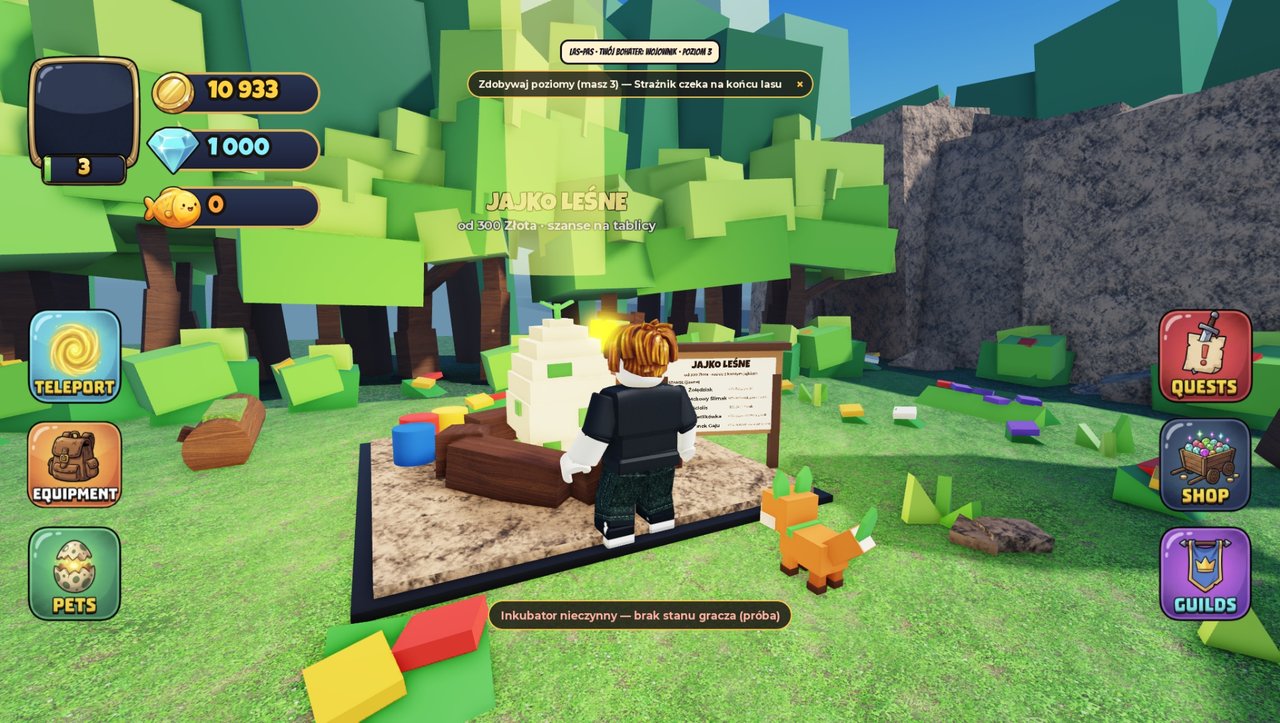 LAS-PAS · TWÓJ BOHATER: WOJOWNIK · POZIOM 3
Zdobywaj poziomy (masz 3) — Strażnik czeka na końcu lasu ×
10 933
1 000
0
3
JAJKO LEŚNE
od 300 Złota · szanse na tablicy
TELEPORT
EQUIPMENT
PETS
QUESTS
SHOP
GUILDS
JAJKO LEŚNE
Żołędziak
Inkubator nieczynny — brak stanu gracza (próba)